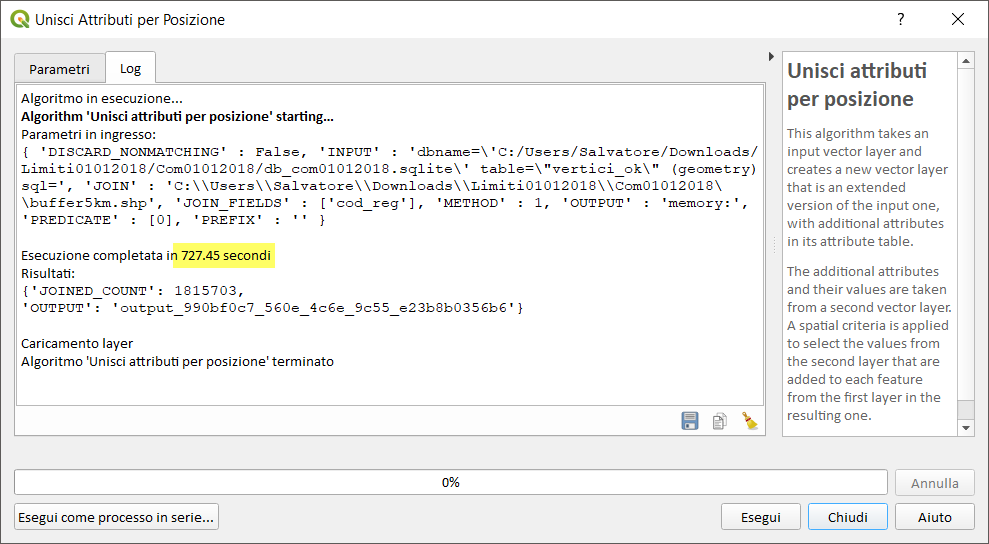 Unisci Attributi per Posizione
?
Parametri
Log
Algoritmo in esecuzione...
Algorithm 'Unisci attributi per posizione' starting...
Parametri in ingresso:
{ 'DISCARD_NONMATCHING' : False, 'INPUT' : 'dbname=\'C:/Users/Salvatore/Downloads/
Limiti01012018/Com01012018/db_com01012018.sqlite\' table=\"vertici_ok\" (geometry)
sql=', 'JOIN' : 'C:\\Users\\Salvatore\\Downloads\\Limiti01012018\\Com01012018\
\buffer5km.shp', 'JOIN_FIELDS' : ['cod_reg'], 'METHOD' : 1, 'OUTPUT' : 'memory:',
'PREDICATE' : [0], 'PREFIX' : '' }
Esecuzione completata in 727.45 secondi
Risultati:
{'JOINED_COUNT': 1815703,
'OUTPUT': 'output_990bf0c7_560e_4c6e_9c55_e23b8b0356b6'}
Caricamento layer
Algoritmo 'Unisci attributi per posizione' terminato
Unisci attributi
per posizione
This algorithm takes an
input vector layer and
creates a new vector layer
that is an extended
version of the input one,
with additional attributes
in its attribute table.
The additional attributes
and their values are taken
from a second vector layer.
A spatial criteria is applied
to select the values from
the second layer that are
added to each feature
from the first layer in the
resulting one.
0%
Annulla
Esegui come processo in serie...
Esegui
Chiudi
Aiuto